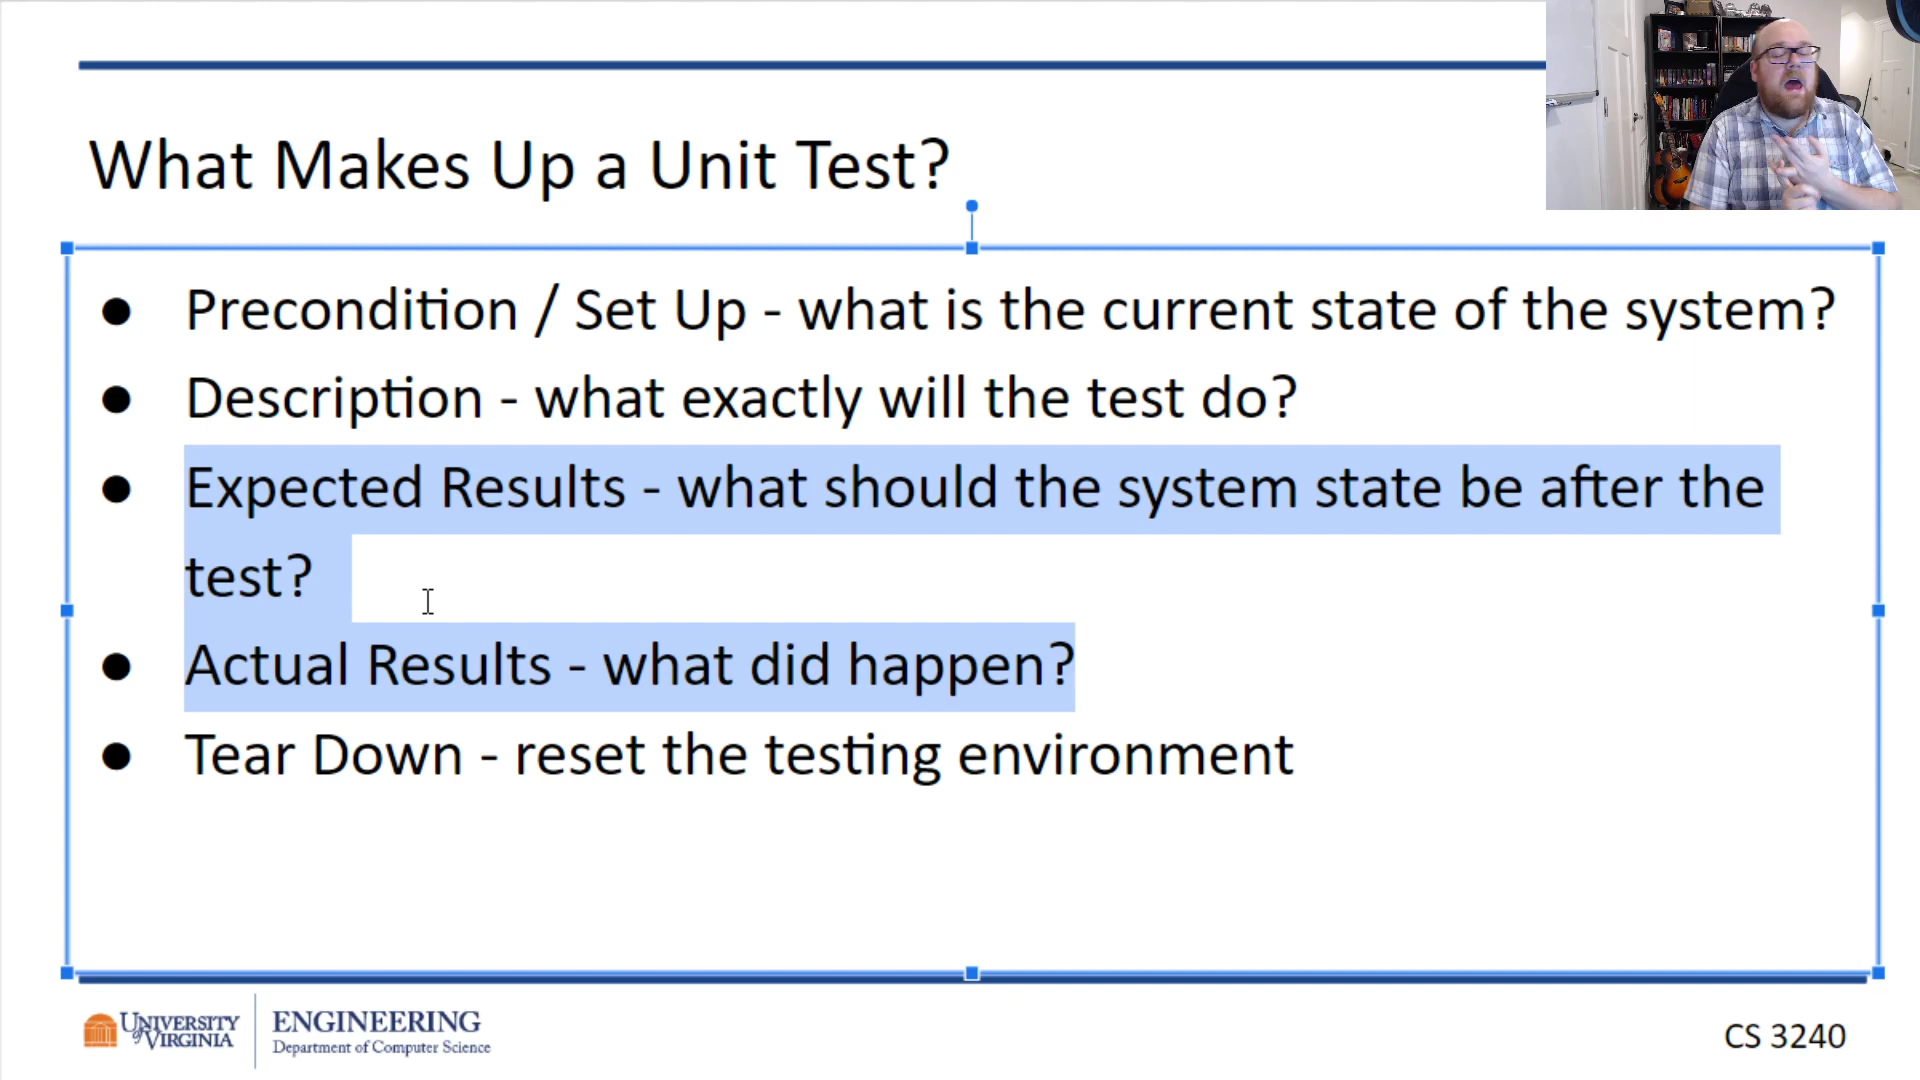 What Makes Up a Unit Test?
● Precondition / Set Up - what is the current state of the system?
● Description - what exactly will the test do?
● Expected Results - what should the system state be after the
test?
● Actual Results - what did happen?
● Tear Down - reset the testing environment
UNIVERSITY
of VIRGINIA
ENGINEERING
Department of Computer Science
CS 3240